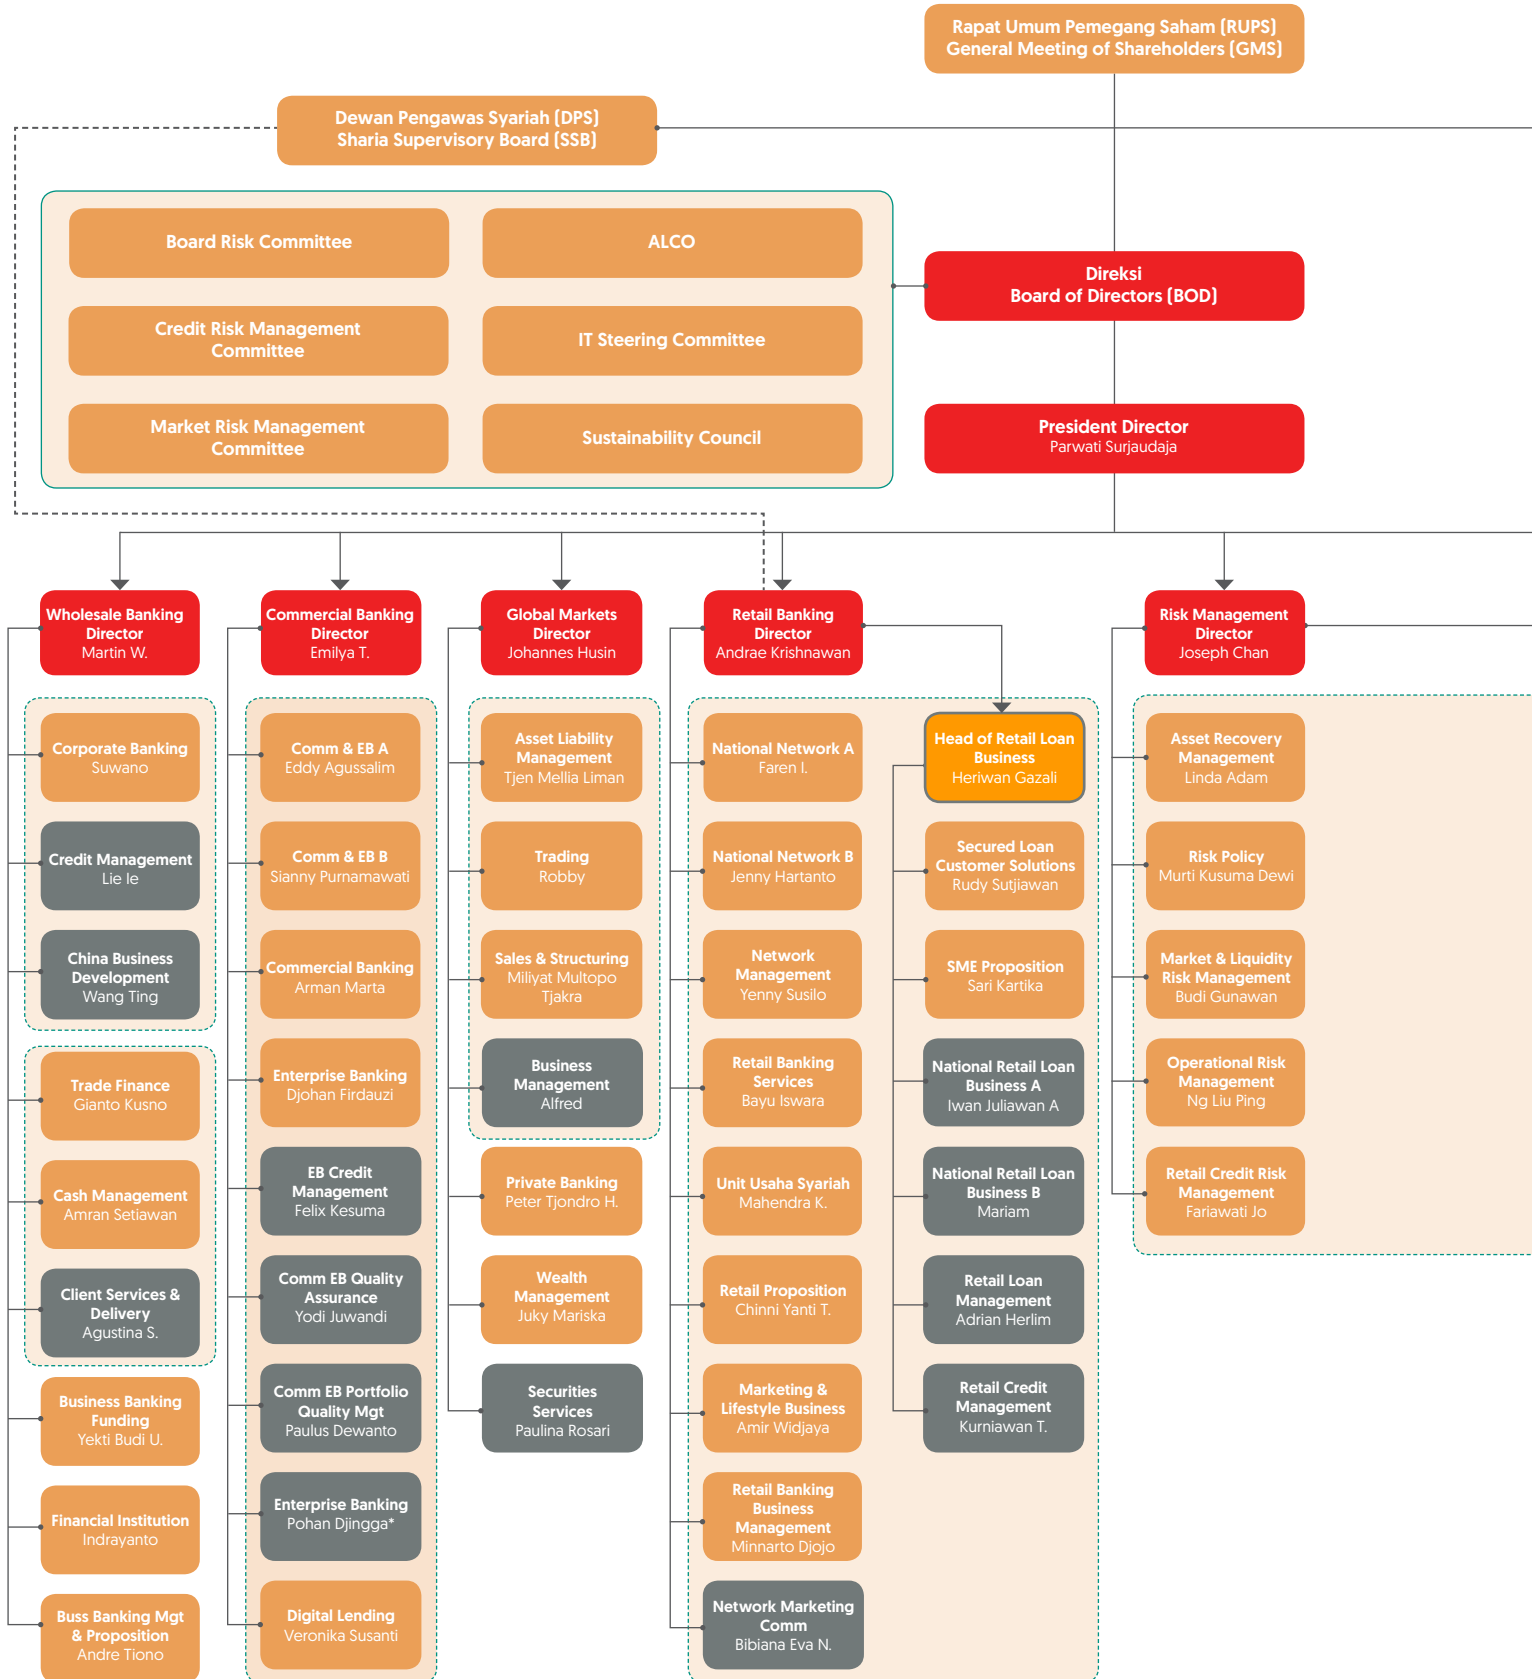 Rapat Umum Pemegang Saham (RUPS)
General Meeting of Shareholders (GMS)
Dewan Pengawas Syariah (DPS)
Sharia Supervisory Board (SSB)
Board Risk Committee
ALCO
Credit Risk Management
Committee
IT Steering Committee
Market Risk Management
Committee
Sustainability Council
Direksi
Board of Directors (BOD)
President Director
Parwati Surjaudaja
Wholesale Banking
Director
Martin W.
Corporate Banking
Suwano
Credit Management
Lie Ie
China Business
Development
Wang Ting
Trade Finance
Gianto Kusno
Cash Management
Amran Setiawan
Client Services &
Delivery
Agustina S.
Business Banking
Funding
Yekti Budi U.
Financial Institution
Indrayanto
Buss Banking Mgt
& Proposition
Andre Tiono
Commercial Banking
Director
Emilya T.
Comm & EB A
Eddy Agussalim
Comm & EB B
Sianny Purnamawati
Commercial Banking
Arman Marta
Enterprise Banking
Djohan Firdauzi
EB Credit
Management
Felix Kesuma
Comm EB Quality
Assurance
Yodi Juwandi
Comm EB Portfolio
Quality Mgt
Paulus Dewanto
Enterprise Banking
Pohan Djingga*
Digital Lending
Veronika Susanti
Global Markets
Director
Johannes Husin
Asset Liability
Management
Tjen Mellia Liman
Trading
Robby
Sales & Structuring
Miliyat Multopo
Tjakra
Business
Management
Alfred
Private Banking
Peter Tjondro H.
Wealth
Management
Juky Mariska
Securities
Services
Paulina Rosari
Retail Banking
Director
Andrae Krishnawan
National Network A
Faren I.
National Network B
Jenny Hartanto
Network
Management
Yenny Susilo
Retail Banking
Services
Bayu Iswara
Unit Usaha Syariah
Mahendra K.
Retail Proposition
Chinni Yanti T.
Marketing &
Lifestyle Business
Amir Widjaya
Retail Banking
Business
Management
Minnarto Djojo
Network Marketing
Comm
Bibiana Eva N.
Head of Retail Loan
Business
Heriwan Gazali
Secured Loan
Customer Solutions
Rudy Sutjiawan
SME Proposition
Sari Kartika
National Retail Loan
Business A
Iwan Juliawan A
National Retail Loan
Business B
Mariam
Retail Loan
Management
Adrian Herlim
Retail Credit
Management
Kurniawan T.
Risk Management
Director
Joseph Chan
Asset Recovery
Management
Linda Adam
Risk Policy
Murti Kusuma Dewi
Market & Liquidity
Risk Management
Budi Gunawan
Operational Risk
Management
Ng Liu Ping
Retail Credit Risk
Management
Fariawati Jo